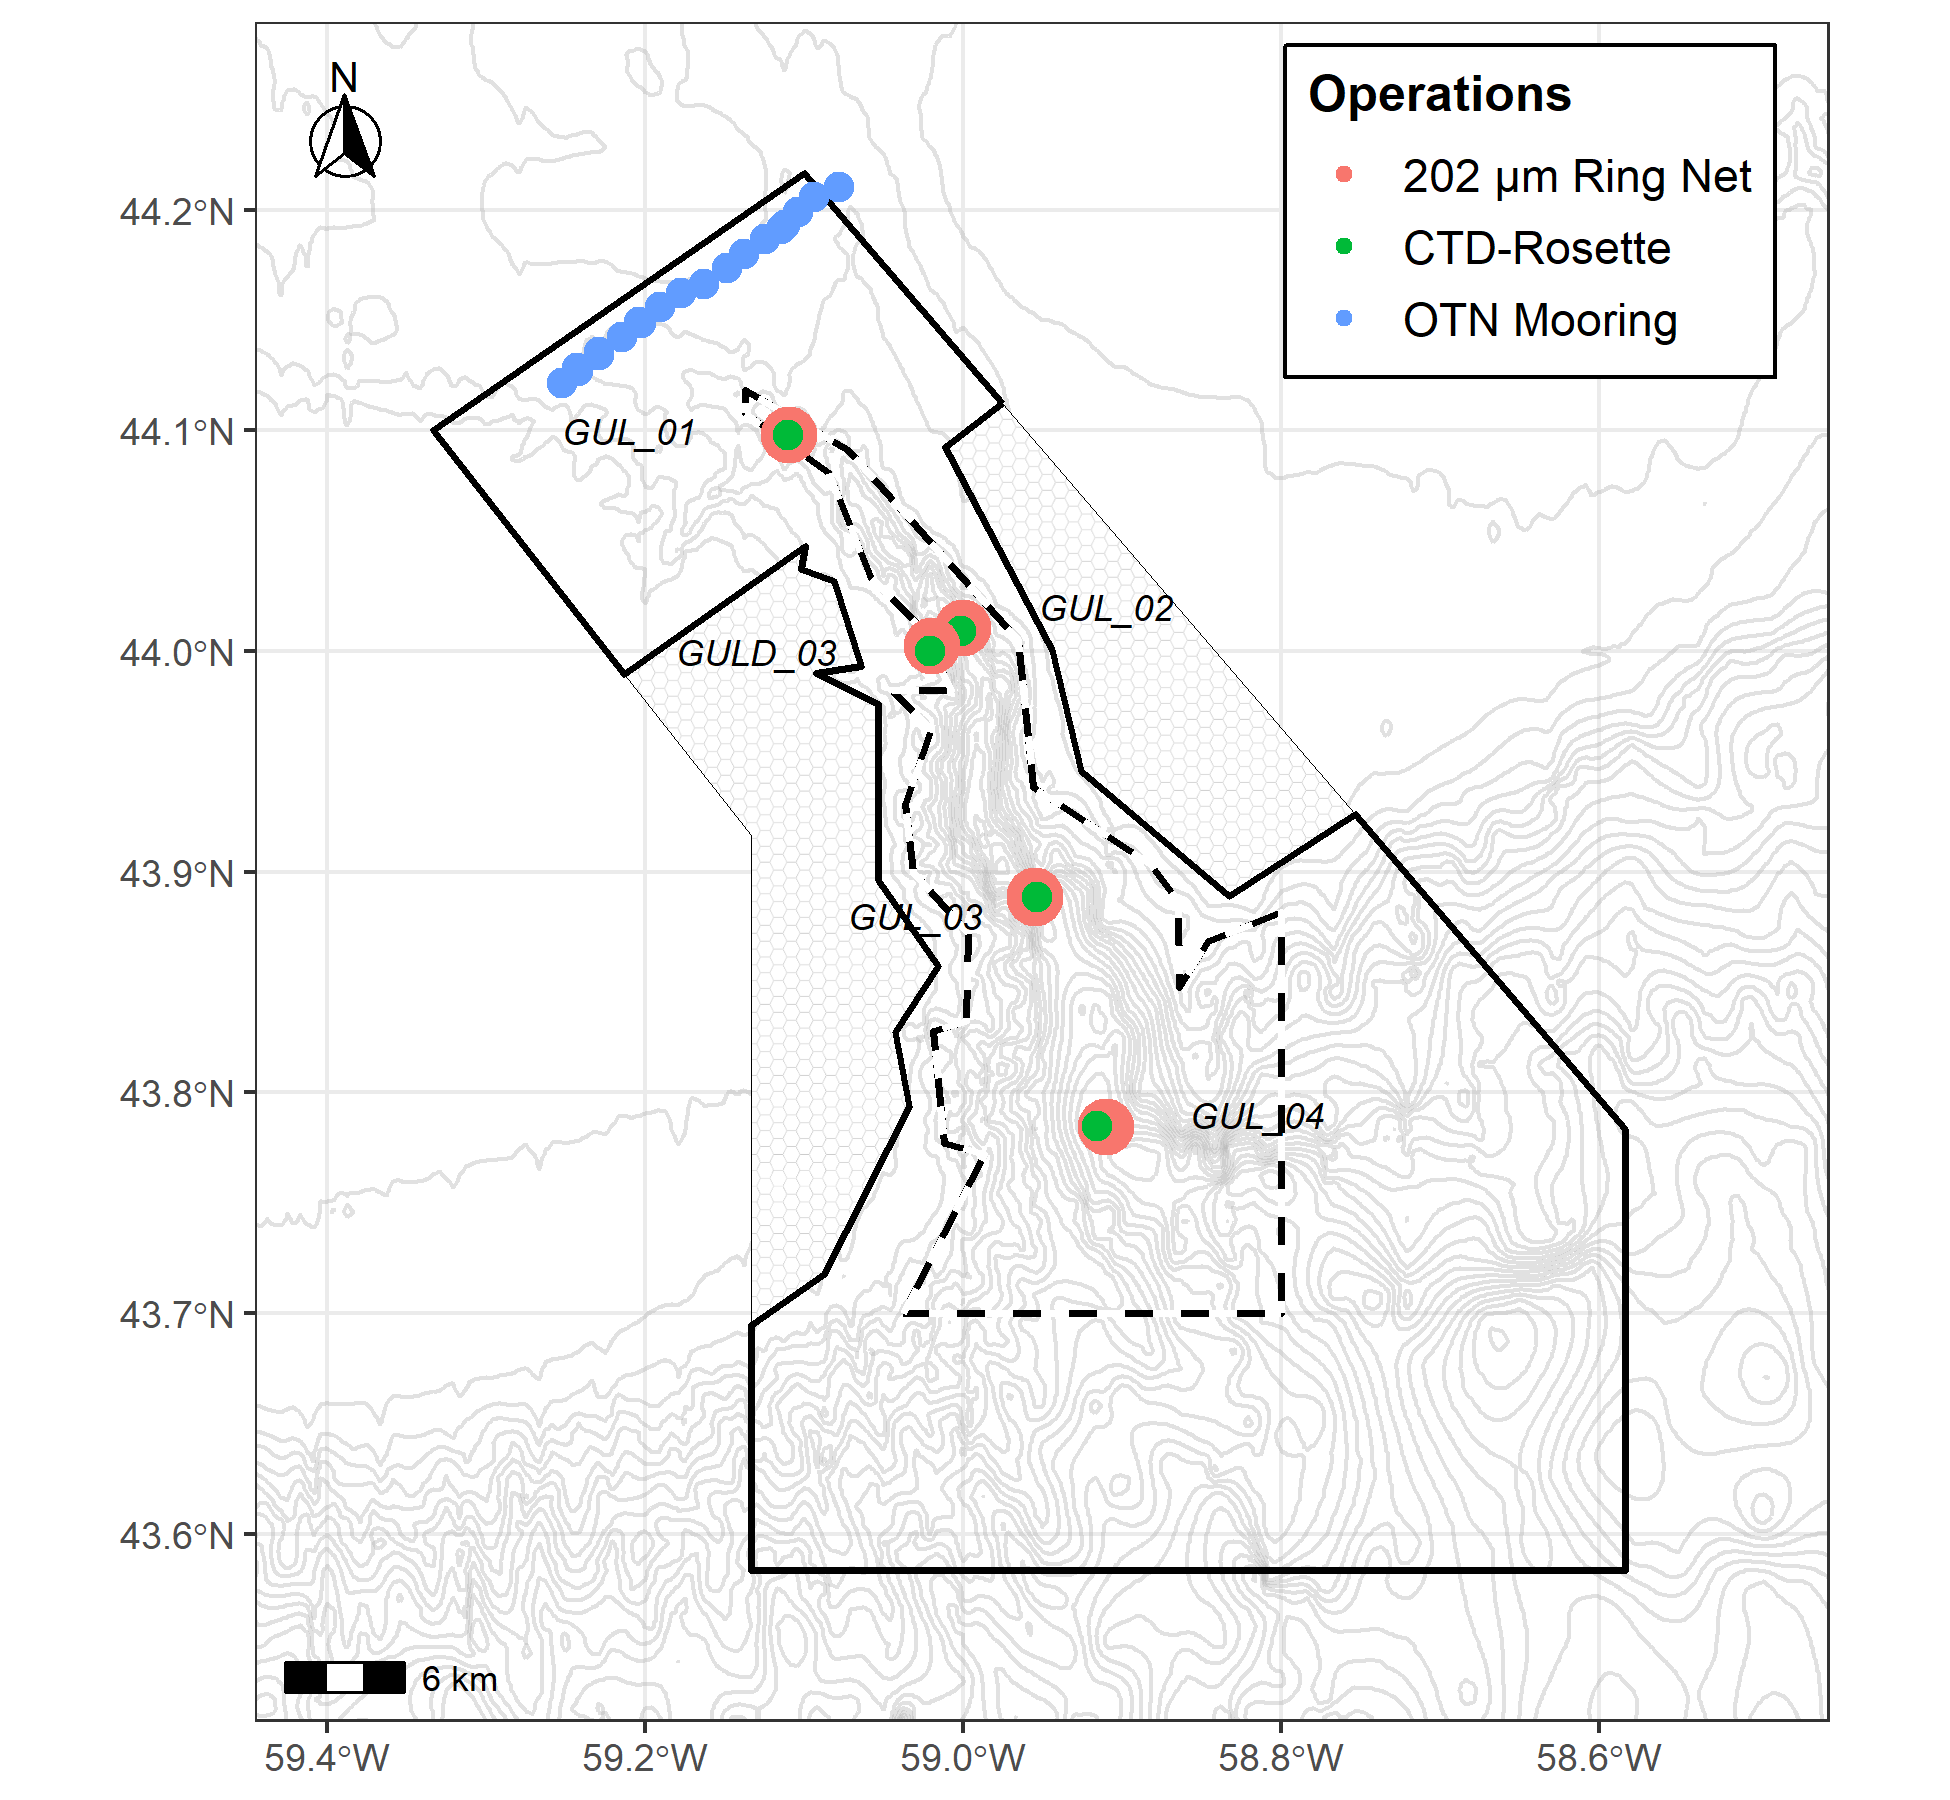 N
Operations
202 µm Ring Net
CTD-Rosette
OTN Mooring
44.2°N
44.1°N
44.0°N
43.9°N
43.8°N
43.7°N
43.6°N
GUL_01
GUL_02
GULD_03
GUL_03
GUL_04
6 km
59.4°W
59.2°W
59.0°W
58.8°W
58.6°W